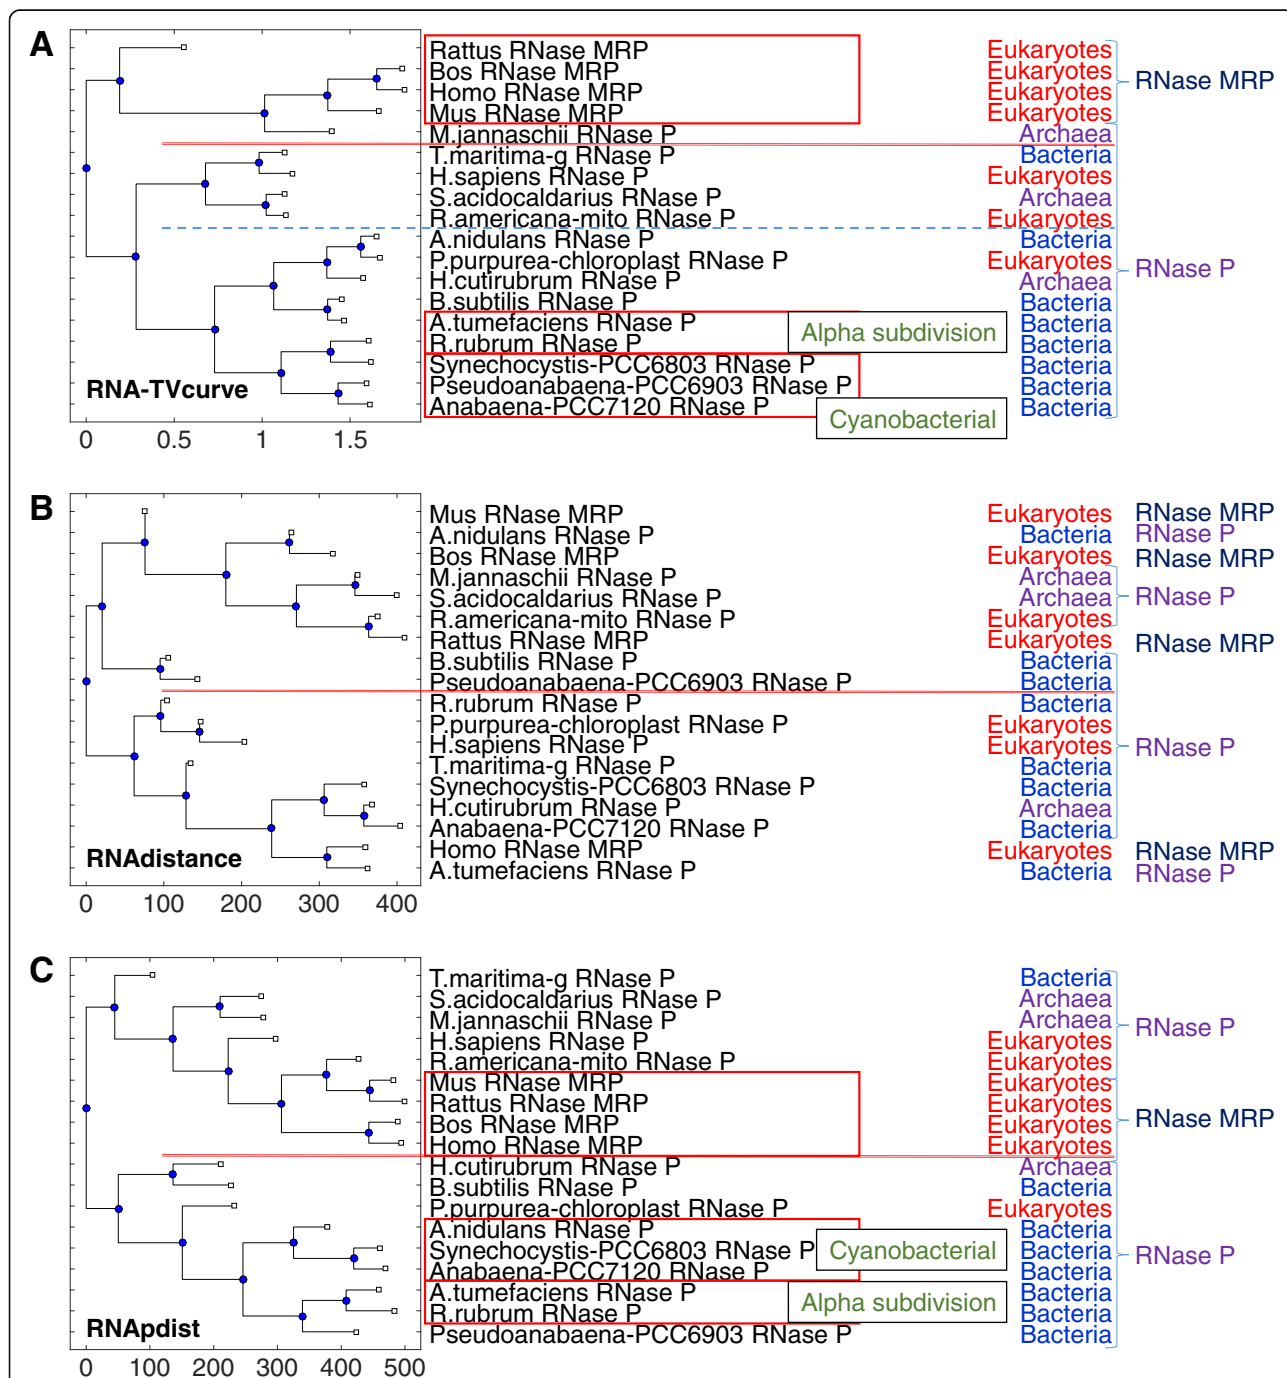 A
Rattus RNase MRP Eukaryotes
Bos RNase MRP Eukaryotes
RNase MRP
Homo RNase MRP Eukaryotes
Mus RNase MRP Eukaryotes
M.jannaschii RNase P Archaea
T.maritima-g RNase P Bacteria
H.sapiens RNase P Eukaryotes
S.acidocaldarius RNase P Archaea
R.americana-mito RNase P Eukaryotes
A.nidulans RNase P Bacteria
P.purpurea-chloroplast RNase P Eukaryotes
RNase P
H.cutirubrum RNase P Archaea
B.subtilis RNase P Bacteria
A.tumefaciens RNase P Bacteria
Alpha subdivision
R.rubrum RNase P Bacteria
Synechocystis-PCC6803 RNase P Bacteria
Pseudoanabaena-PCC6903 RNase P Bacteria
Anabaena-PCC7120 RNase P Bacteria
Cyanobacterial
RNA-TVcurve
0 0.5 1 1.5
B
Mus RNase MRP Eukaryotes RNase MRP
A.nidulans RNase P Bacteria RNase P
Bos RNase MRP Eukaryotes RNase MRP
M.jannaschii RNase P Archaea
S.acidocaldarius RNase P Archaea RNase P
R.americana-mito RNase P Eukaryotes
Rattus RNase MRP Eukaryotes RNase MRP
B.subtilis RNase P Bacteria
Pseudoanabaena-PCC6903 RNase P Bacteria
R.rubrum RNase P Bacteria
P.purpurea-chloroplast RNase P Eukaryotes
H.sapiens RNase P Eukaryotes RNase P
T.maritima-g RNase P Bacteria
Synechocystis-PCC6803 RNase P Bacteria
H.cutirubrum RNase P Archaea
Anabaena-PCC7120 RNase P Bacteria
Homo RNase MRP Eukaryotes RNase MRP
A.tumefaciens RNase P Bacteria RNase P
RNAdistance
0 100 200 300 400
C
T.maritima-g RNase P Bacteria
S.acidocaldarius RNase P Archaea
M.jannaschii RNase P Archaea
RNase P
H.sapiens RNase P Eukaryotes
R.americana-mito RNase P Eukaryotes
Mus RNase MRP Eukaryotes
Rattus RNase MRP Eukaryotes
RNase MRP
Bos RNase MRP Eukaryotes
Homo RNase MRP Eukaryotes
H.cutirubrum RNase P Archaea
B.subtilis RNase P Bacteria
P.purpurea-chloroplast RNase P Eukaryotes
A.nidulans RNase P Bacteria
Synechocystis-PCC6803 RNase P Cyanobacterial Bacteria RNase P
Anabaena-PCC7120 RNase P Bacteria
A.tumefaciens RNase P Bacteria
Alpha subdivision
R.rubrum RNase P Bacteria
Pseudoanabaena-PCC6903 RNase P Bacteria
RNApdist
0 100 200 300 400 500